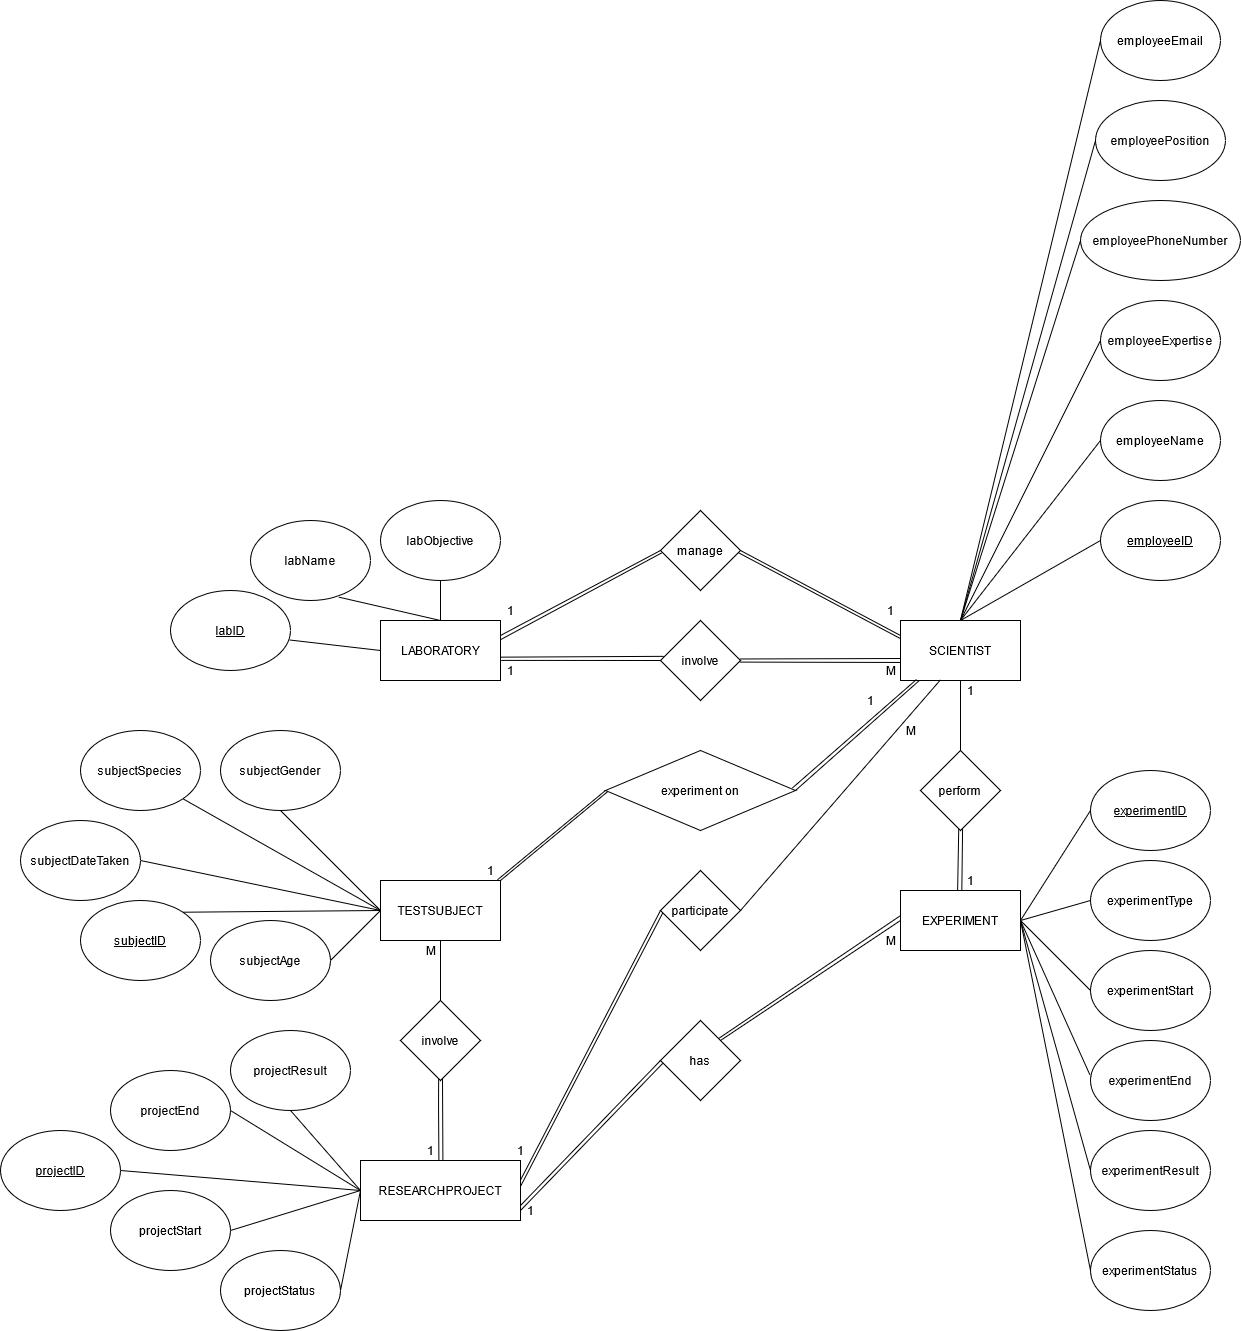 employeeEmail
employeePosition
employeePhoneNumber
employeeExpertise
employeeName
employeeID
labObjective
labName
labID
manage
1
1
LABORATORY
involve
SCIENTIST
1
M
1
1
M
subjectSpecies
subjectGender
experiment on
perform
experimentID
subjectDateTaken
1
1
experimentType
TESTSUBJECT
participate
EXPERIMENT
subjectID
M
M
subjectAge
experimentStart
involve
has
projectResult
experimentEnd
projectEnd
1
1
projectID
experimentResult
RESEARCHPROJECT
1
projectStart
experimentStatus
projectStatus